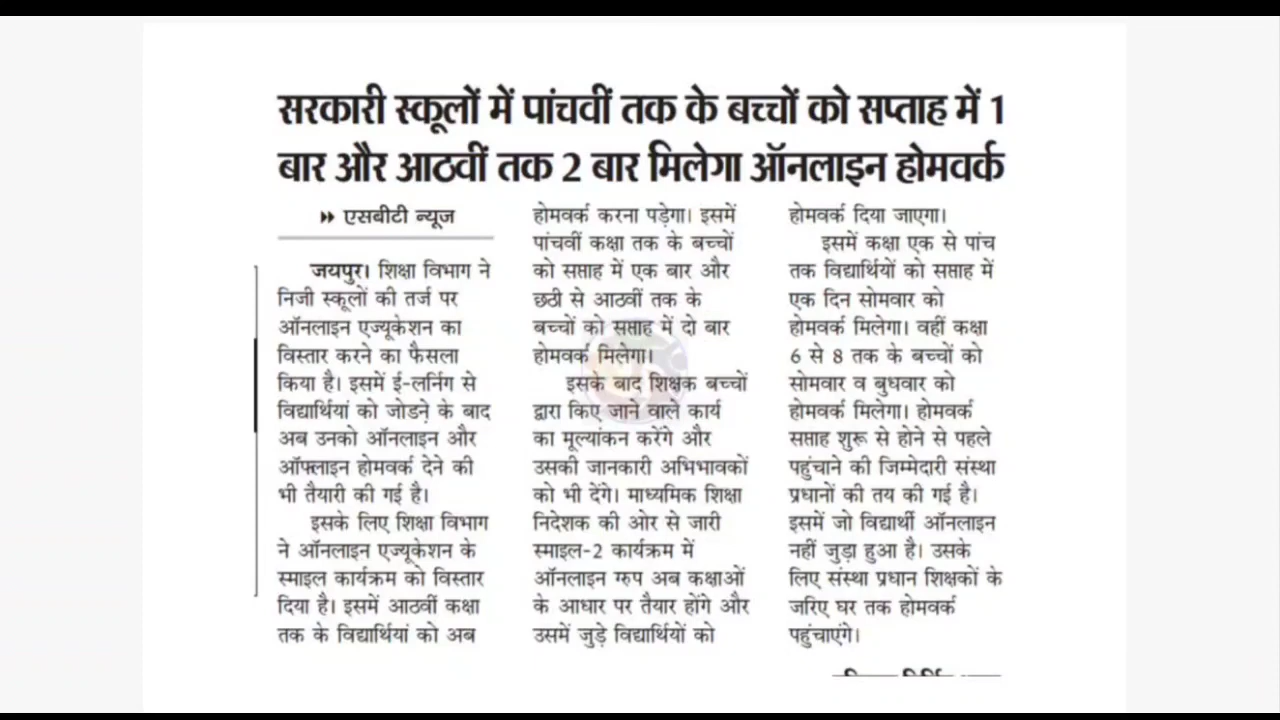 सरकारी स्कूलों में पांचवीं तक के बच्चों को सप्ताह में 1
बार और आठवीं तक 2 बार मिलेगा ऑनलाइन होमवर्क
एसबीटी न्यूज
जयपुर। शिक्षा विभाग ने
निजी स्कूलों की तर्ज पर
ऑनलाइन एज्यूकेशन का
विस्तार करने का फैसला
किया है। इसमें ई-लर्निग से
विद्यार्थियां को जोडऩे के बाद
अब उनको ऑनलाइन और
ऑफ्लाइन होमवर्क देने की
भी तैयारी की गई है।
इसके लिए शिक्षा विभाग
ने ऑनलाइन एज्यूकेशन के
स्माइल कार्यक्रम को विस्तार
दिया है। इसमें आठवीं कक्षा
तक के विद्यार्थियां को अब
होमवर्क करना पड़ेगा। इसमें
पांचवीं कक्षा तक के बच्चों
को सप्ताह में एक बार और
छठी से आठवीं तक के
बच्चों को सप्ताह में दो बार
होमवर्क मिलेगा।
इसके बाद शिक्षक बच्चों
द्वारा किए जाने वाले कार्य
का मूल्यांकन करेंगे और
उसकी जानकारी अभिभावकों
को भी देंगे। माध्यमिक शिक्षा
निदेशक की ओर से जारी
स्माइल-2 कार्यक्रम में
ऑनलाइन ग्रुप अब कक्षाओं
के आधार पर तैयार होंगे और
उसमें जुड़े विद्यार्थियों को
होमवर्क दिया जाएगा।
इसमें कक्षा एक से पांच
तक विद्यार्थियों को सप्ताह में
एक दिन सोमवार को
होमवर्क मिलेगा। वहीं कक्षा
6 से 8 तक के बच्चों को
सोमवार व बुधवार को
होमवर्क मिलेगा। होमवर्क
सप्ताह शुरू से होने से पहले
पहुंचाने की जिम्मेदारी संस्था
प्रधानों की तय की गई है।
इसमें जो विद्यार्थी ऑनलाइन
नहीं जुड़ा हुआ है। उसके
लिए संस्था प्रधान शिक्षकों के
जरिए घर तक होमवर्क
पहुंचाएंगे।